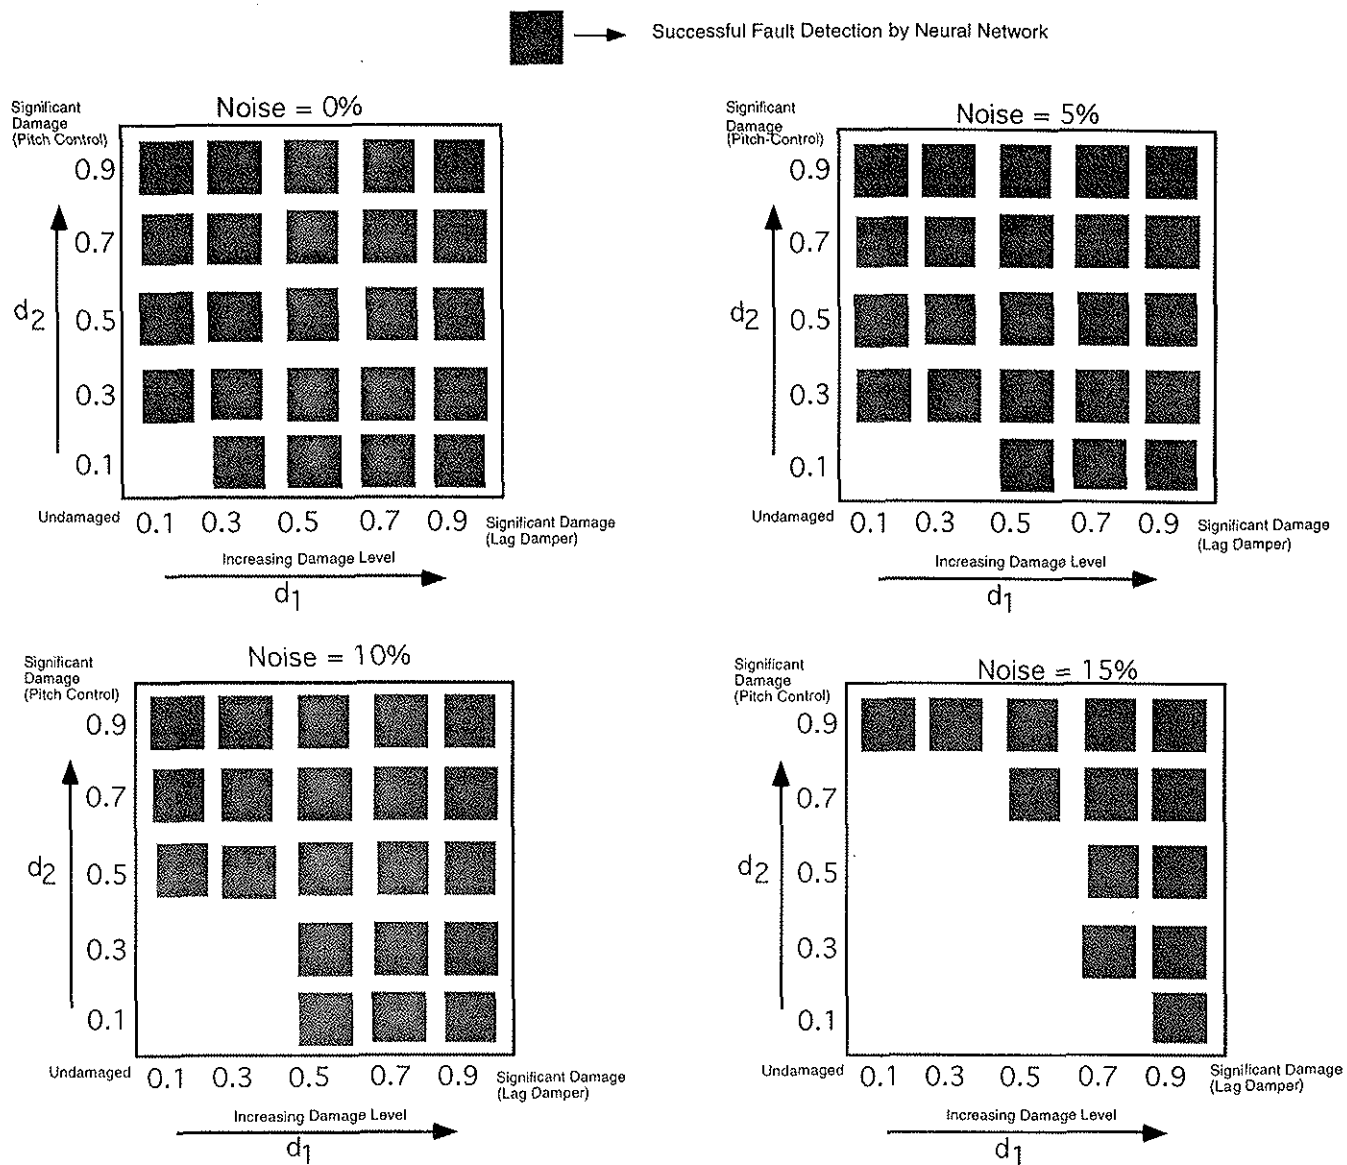 Successful Fault Detection by Neural Network
Significant
Damage
(Pitch Control)
Noise = 0%
0.9
0.7
d2
0.5
0.3
0.1
Undamaged
0.1 0.3 0.5 0.7 0.9
Significant Damage
(Lag Damper)
Increasing Damage Level
d1
Significant
Damage
(Pitch-Control)
Noise = 5%
0.9
0.7
d2
0.5
0.3
0.1
Undamaged
0.1 0.3 0.5 0.7 0.9
Significant Damage
(Lag Damper)
Increasing Damage Level
d1
Significant
Damage
(Pitch Control)
Noise = 10%
0.9
0.7
d2
0.5
0.3
0.1
Undamaged
0.1 0.3 0.5 0.7 0.9
Significant Damage
(Lag Damper)
Increasing Damage Level
d1
Significant
Damage
(Pitch Control)
Noise = 15%
0.9
0.7
d2
0.5
0.3
0.1
Undamaged
0.1 0.3 0.5 0.7 0.9
Significant Damage
(Lag Damper)
Increasing Damage Level
d1